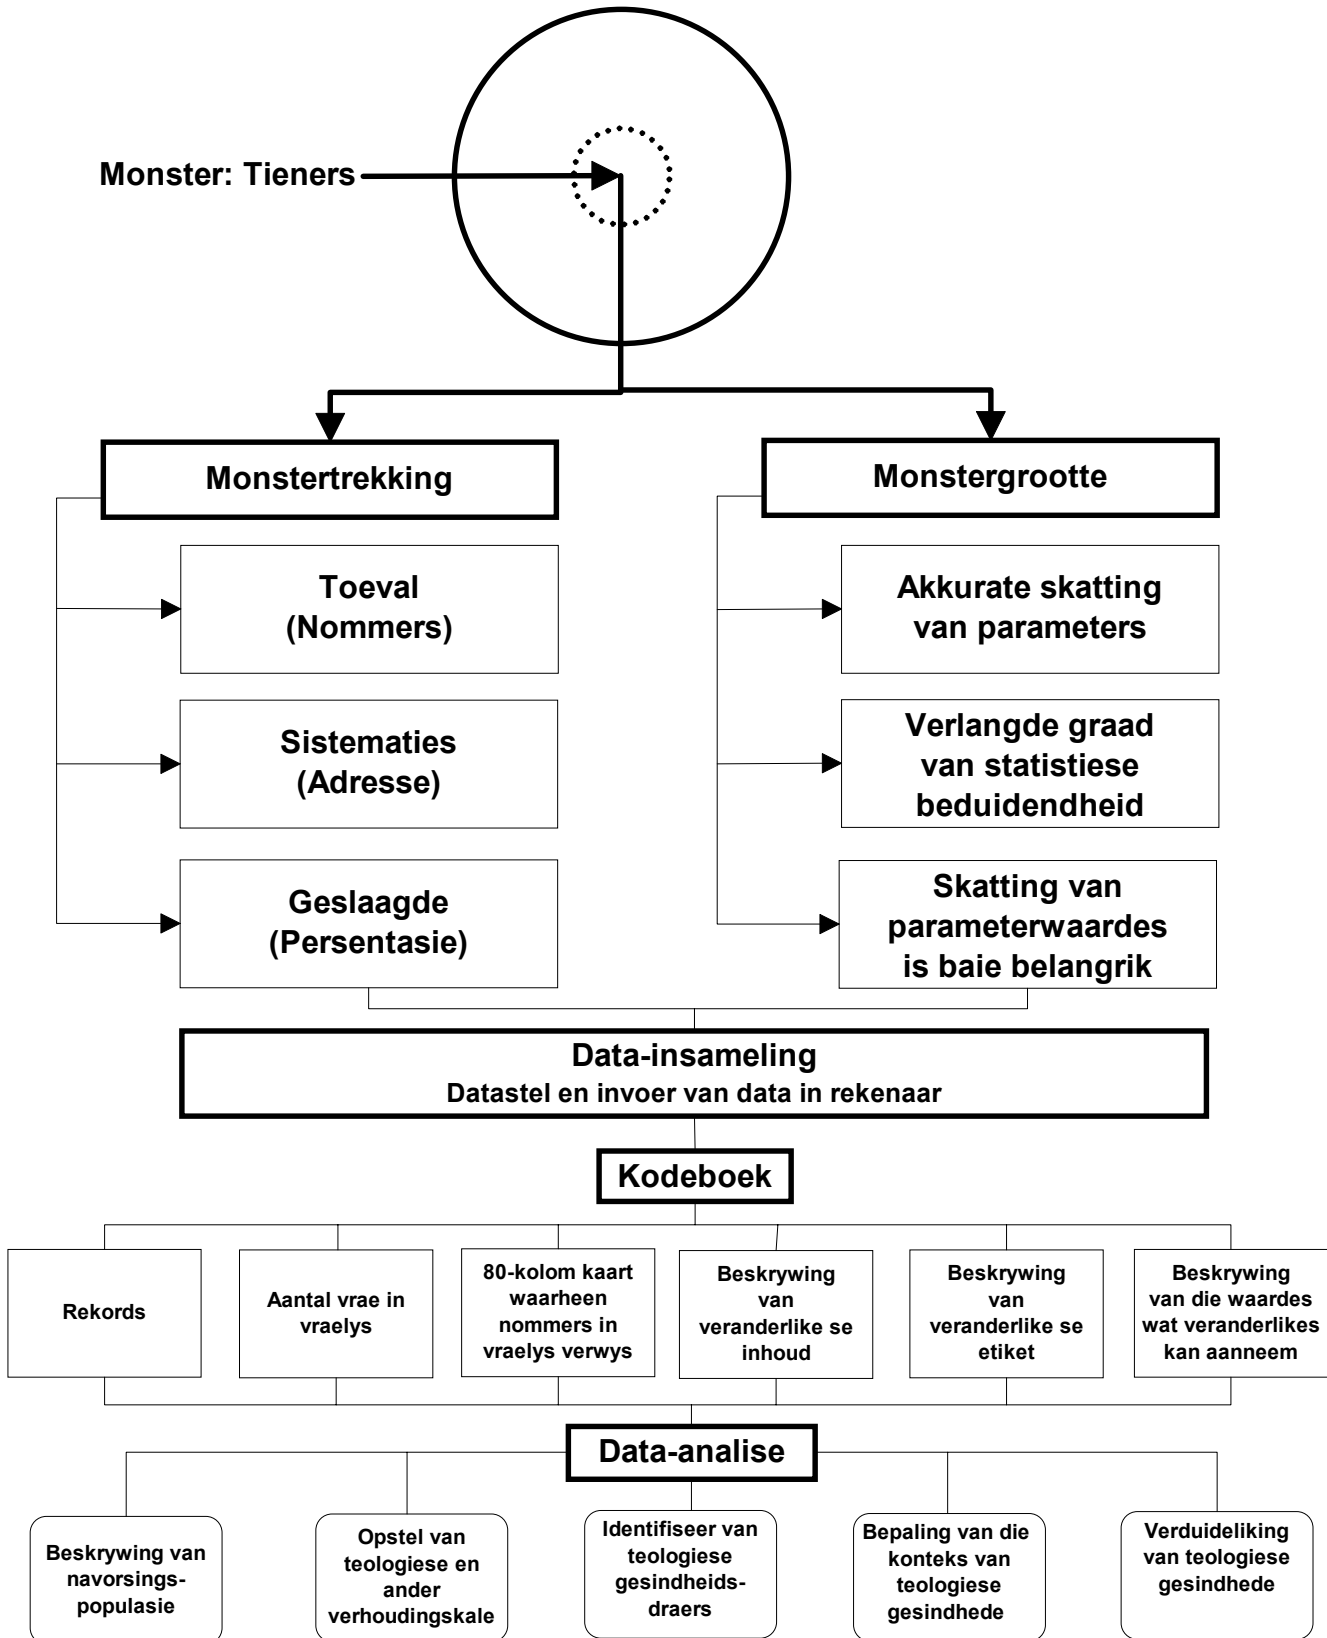 Monster: Tieners
Monstertrekking
Monstergrootte
Toeval
(Nommers)
Akkurate skatting
van parameters
Sistematies
(Adresse)
Verlangde graad
van statistiese
beduidendheid
Geslaagde
(Persentasie)
Skatting van
parameterwaardes
is baie belangrik
Data-insameling
Datastel en invoer van data in rekenaar
Kodeboek
Rekords
Aantal vrae in
vraelys
80-kolom kaart
waarheen
nommers in
vraelys verwys
Beskrywing
van
veranderlike se
inhoud
Beskrywing
van
veranderlike se
etiket
Beskrywing
van die waardes
wat veranderlikes
kan aanneem
Data-analise
Beskrywing van
navorsings-
populasie
Opstel van
teologiese en
ander
verhoudingskale
Identifiseer van
teologiese
gesindheids-
draers
Bepaling van die
konteks van
teologiese
gesindhede
Verduideliking
van teologiese
gesindhede